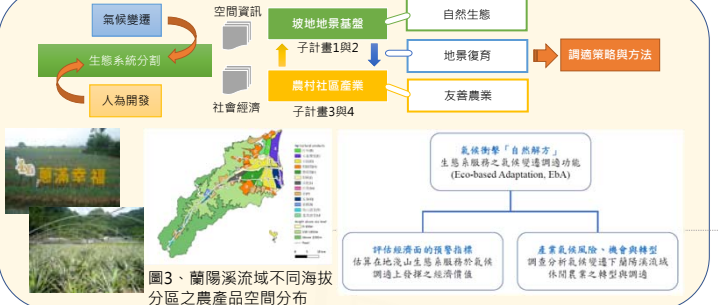 氣候變遷
生態系統分割
人為開發
空間資訊
社會經濟
坡地地景基盤
子計畫1與2
農村社區產業
子計畫3與4
自然生態
地景復育
友善農業
調適策略與方法
蘭滿幸福
圖3、蘭陽溪流域不同海拔
分區之農產品空間分布
氣候衝擊「自然解方」
生態系服務之氣候變遷調適功能
(Eco-based Adaptation, EbA)
評估經濟面的預警指標
估算在地淺山生態系服務於氣候
調適上發揮之經濟價值
產業氣候風險、機會與轉型
調查分析氣候變遷下蘭陽溪流域
休閒農業之轉型與調適